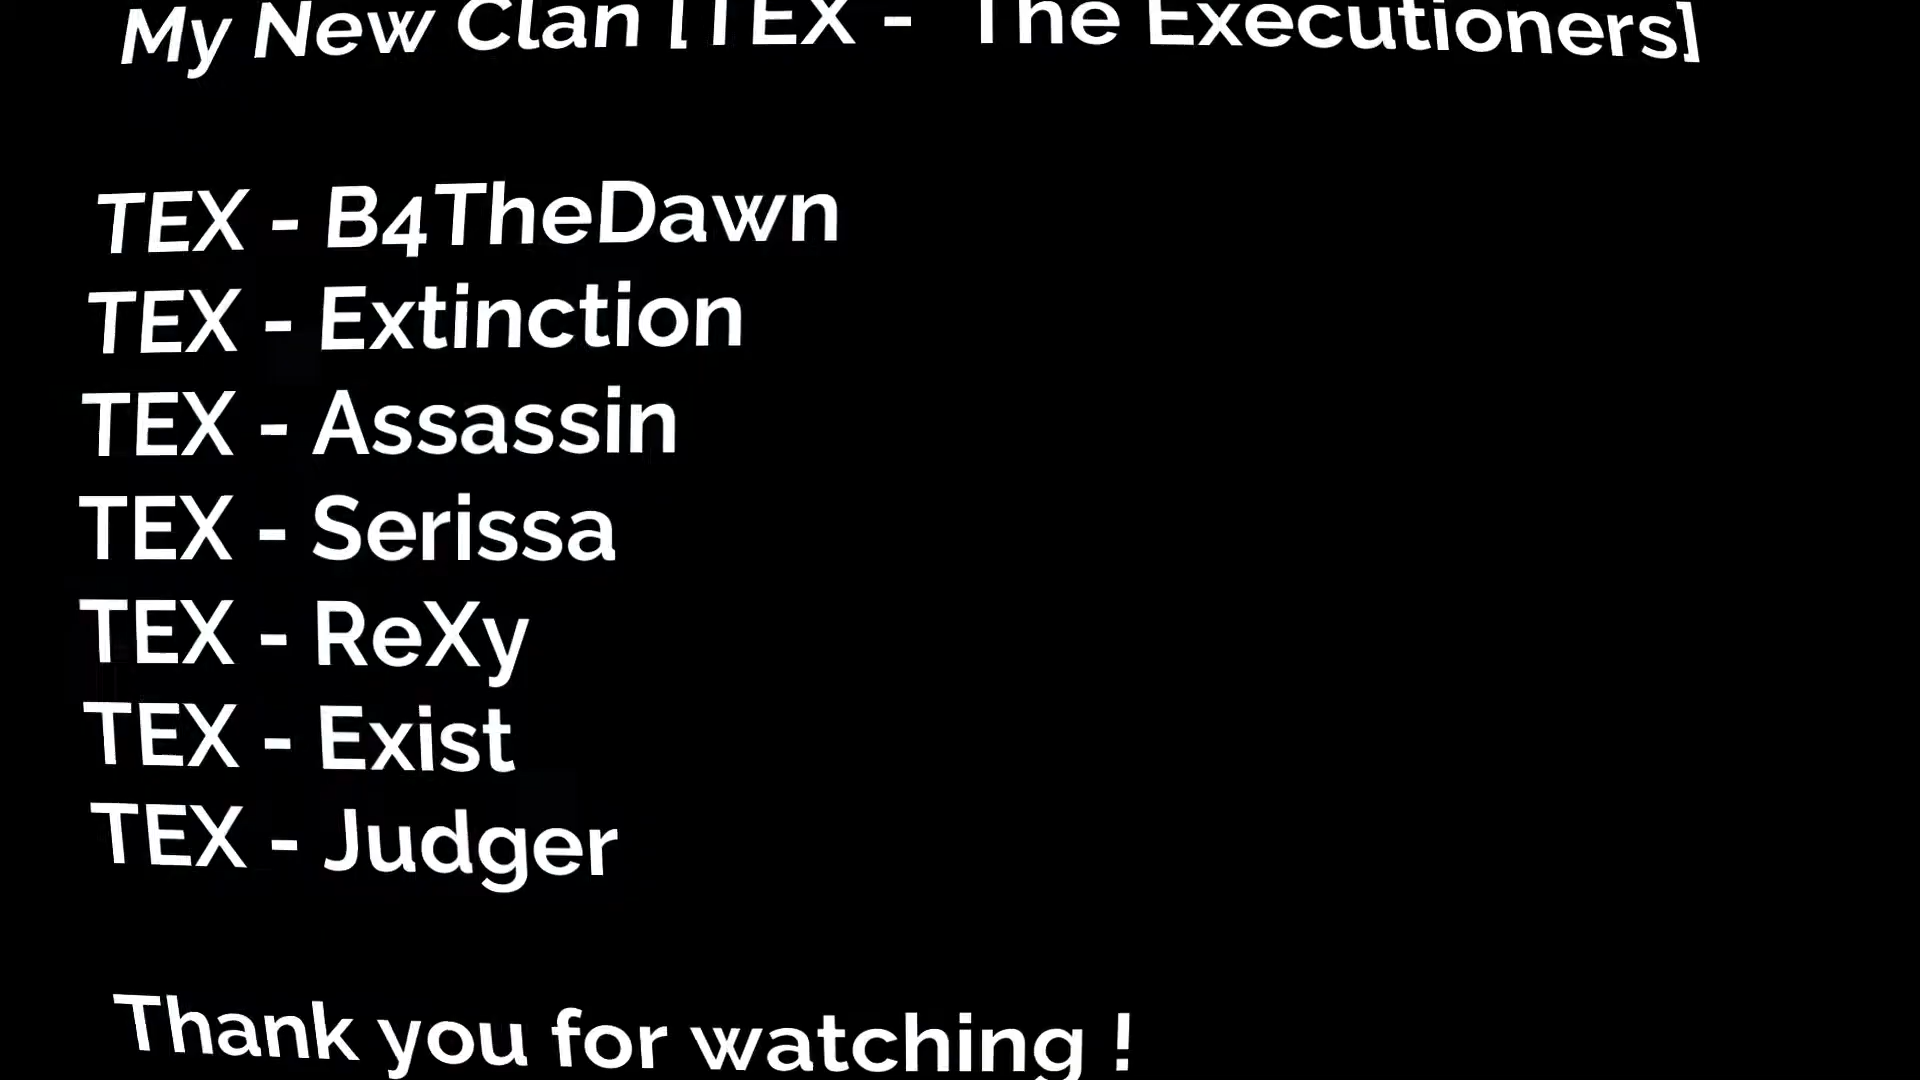 My New Clan [TEX - The Executioners]
TEX - B4TheDawn
TEX - Extinction
TEX - Assassin
TEX - Serissa
TEX - ReXy
TEX - Exist
TEX - Judger
Thank you for watching !